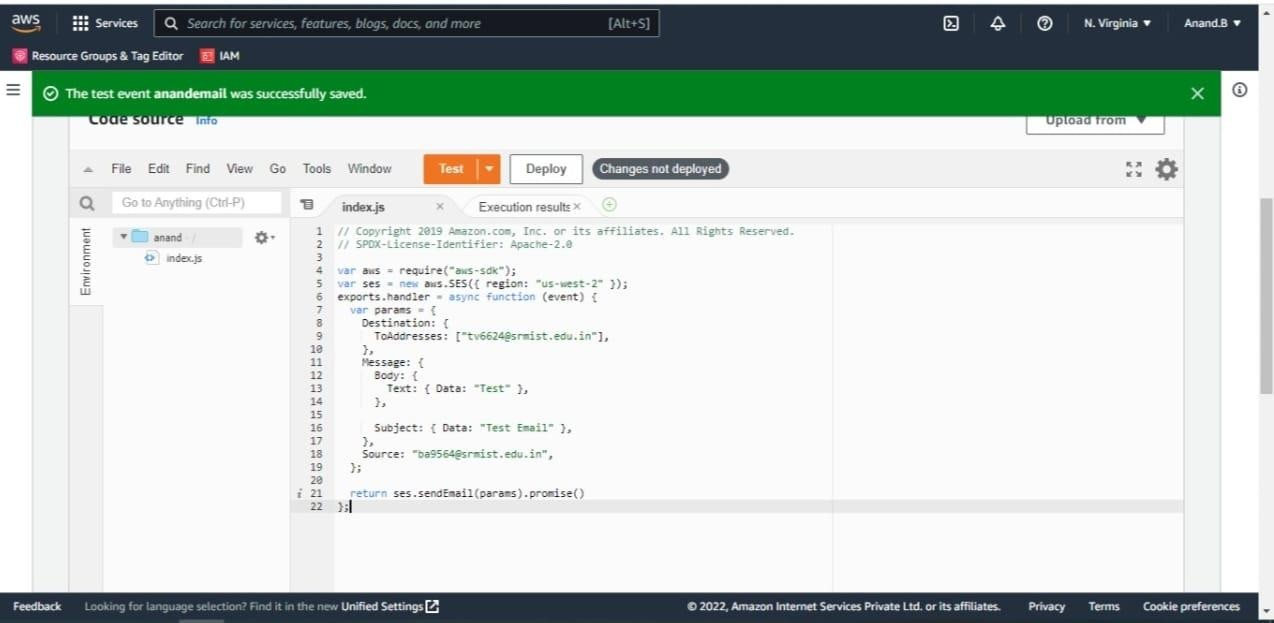 aws Services Search for services, features, blogs, docs, and more [Alt+S] N. Virginia ▼ Anand.B ▼
Resource Groups & Tag Editor IAM
The test event anandemail was successfully saved.
Code source Info Upload from ▼
File Edit Find View Go Tools Window Test Deploy Changes not deployed
Go to Anything (Ctrl-P) index.js Execution results
Environment
anand /
index.js
1 // Copyright 2019 Amazon.com, Inc. or its affiliates. All Rights Reserved.
2 // SPDX-License-Identifier: Apache-2.0
3
4 var aws = require("aws-sdk");
5 var ses = new aws.SES({ region: "us-west-2" });
6 exports.handler = async function (event) {
7 var params = {
8 Destination: {
9 ToAddresses: ["tv6624@srmist.edu.in"],
10 },
11 Message: {
12 Body: {
13 Text: { Data: "Test" },
14 },
15
16 Subject: { Data: "Test Email" },
17 },
18 Source: "ba9564@srmist.edu.in",
19 };
20
i 21 return ses.sendEmail(params).promise()
22 };
Feedback Looking for language selection? Find it in the new Unified Settings © 2022, Amazon Internet Services Private Ltd. or its affiliates. Privacy Terms Cookie preferences